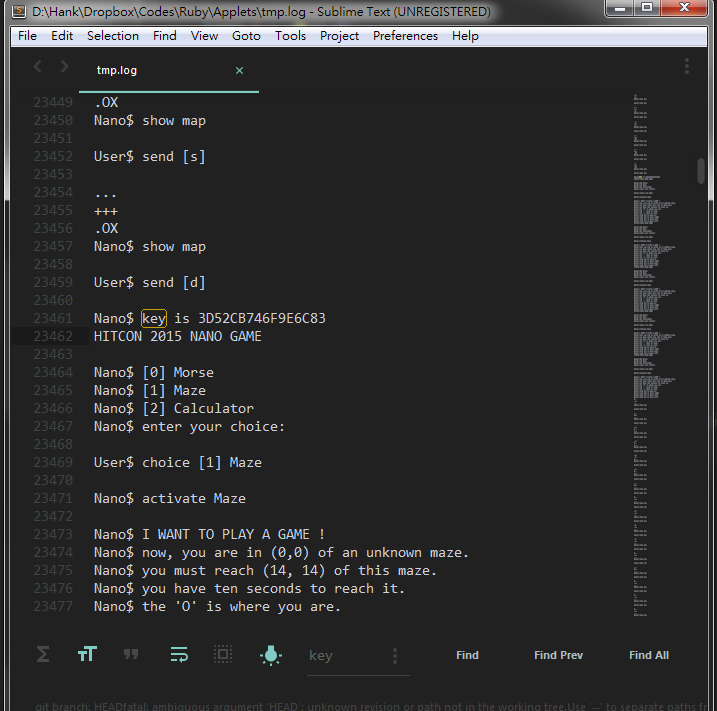 D:\Hank\Dropbox\Codes\Ruby\Applets\tmp.log - Sublime Text (UNREGISTERED)
File Edit Selection Find View Goto Tools Project Preferences Help
tmp.log ×
23449 .OX
23450 Nano$ show map
23451
23452 User$ send [s]
23453
23454 ...
23455 +++
23456 .OX
23457 Nano$ show map
23458
23459 User$ send [d]
23460
23461 Nano$ key is 3D52CB746F9E6C83
23462 HITCON 2015 NANO GAME
23463
23464 Nano$ [0] Morse
23465 Nano$ [1] Maze
23466 Nano$ [2] Calculator
23467 Nano$ enter your choice:
23468
23469 User$ choice [1] Maze
23470
23471 Nano$ activate Maze
23472
23473 Nano$ I WANT TO PLAY A GAME !
23474 Nano$ now, you are in (0,0) of an unknown maze.
23475 Nano$ you must reach (14, 14) of this maze.
23476 Nano$ you have ten seconds to reach it.
23477 Nano$ the 'O' is where you are.
key Find Find Prev Find All
git branch: HEADfatal: ambiguous argument 'HEAD': unknown revision or path not in the working tree.Use '--' to separate paths fr